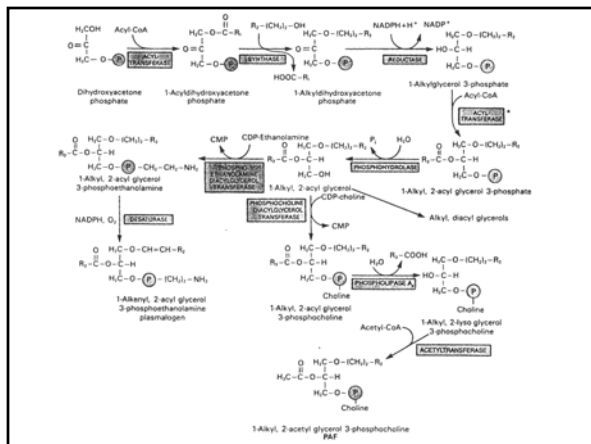 H₂COH
O=C
H₂C—O—P
Dihydroxyacetone
phosphate
Acyl-CoA
ACYL
TRANSFERASE
O
H₂C—O—C—R₁
O=C
H₂C—O—P
1-Acyldihydroxyacetone
phosphate
R₂—(CH₂)₂—OH
SYNTHASE
HOOC—R₁
H₂C—O—(CH₂)₂—R₂
O=C
H₂C—O—P
1-Alkyldihydroxyacetone
phosphate
NADPH+H⁺
NADP⁺
REDUCTASE
H₂C—O—(CH₂)₂—R₂
HO—C—H
H₂C—O—P
1-Alkylglycerol 3-phosphate
Acyl-CoA
ACYL
TRANSFERASE
*
H₂C—O—(CH₂)₂—R₂
O
R₃—C—O—C—H
H₂C—O—P
1-Alkyl, 2-acyl glycerol 3-phosphate
Pᵢ
H₂O
PHOSPHOHYDROLASE
H₂C—O—(CH₂)₂—R₂
O
R₃—C—O—C—H
H₂C—OH
1-Alkyl, 2-acyl glycerol
CMP
CDP-Ethanolamine
PHOSPHO-
ETHANOLAMINE
DIACYLGLYCEROL
TRANSFERASE
H₂C—O—(CH₂)₂—R₂
O
R₃—C—O—C—H
H₂C—O—P—CH₂—CH₂—NH₂
1-Alkyl, 2-acyl glycerol
3-phosphoethanolamine
NADPH, O₂
DESATURASE
H₂C—O—CH=CH—R₂
O
R₃—C—O—C—H
H₂C—O—P—(CH₂)₂—NH₂
1-Alkenyl, 2-acyl glycerol
3-phosphoethanolamine
plasmalogen
PHOSPHOCHOLINE
DIACYLGLYCEROL
TRANSFERASE
CDP-choline
CMP
Alkyl, diacyl glycerols
H₂C—O—(CH₂)₂—R₂
O
R₃—C—O—C—H
H₂C—O—P
Choline
1-Alkyl, 2-acyl glycerol
3-phosphocholine
H₂O
R₃—COOH
PHOSPHOLIPASE A₂
H₂C—O—(CH₂)₂—R₂
HO—C—H
H₂C—O—P
Choline
1-Alkyl, 2-lyso glycerol
3-phosphocholine
Acetyl-CoA
ACETYLTRANSFERASE
H₂C—O—(CH₂)₂—R₂
O
H₃C—C—O—C—H
H₂C—O—P
Choline
1-Alkyl, 2-acetyl glycerol 3-phosphocholine
PAF